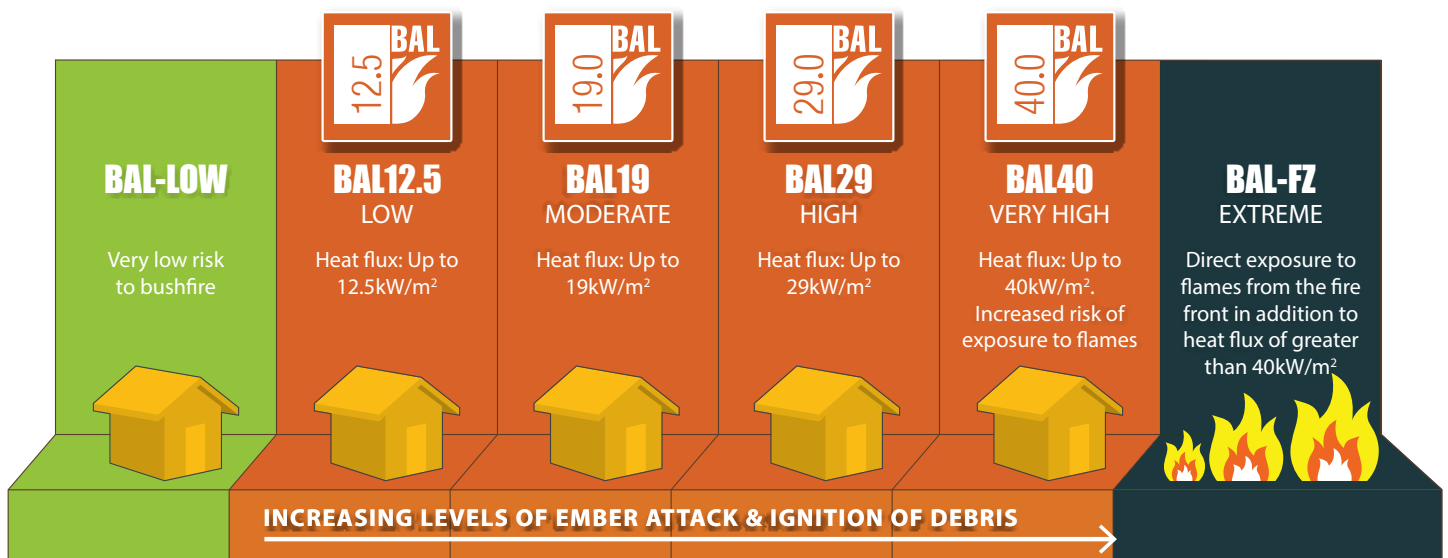 BAL-LOW
Very low risk
to bushfire
12.5
BAL
BAL12.5
LOW
Heat flux: Up to
12.5kW/m²
19.0
BAL
BAL19
MODERATE
Heat flux: Up to
19kW/m²
29.0
BAL
BAL29
HIGH
Heat flux: Up to
29kW/m²
40.0
BAL
BAL40
VERY HIGH
Heat flux: Up to
40kW/m².
Increased risk of
exposure to flames
BAL-FZ
EXTREME
Direct exposure to
flames from the fire
front in addition to
heat flux of greater
than 40kW/m²
INCREASING LEVELS OF EMBER ATTACK & IGNITION OF DEBRIS